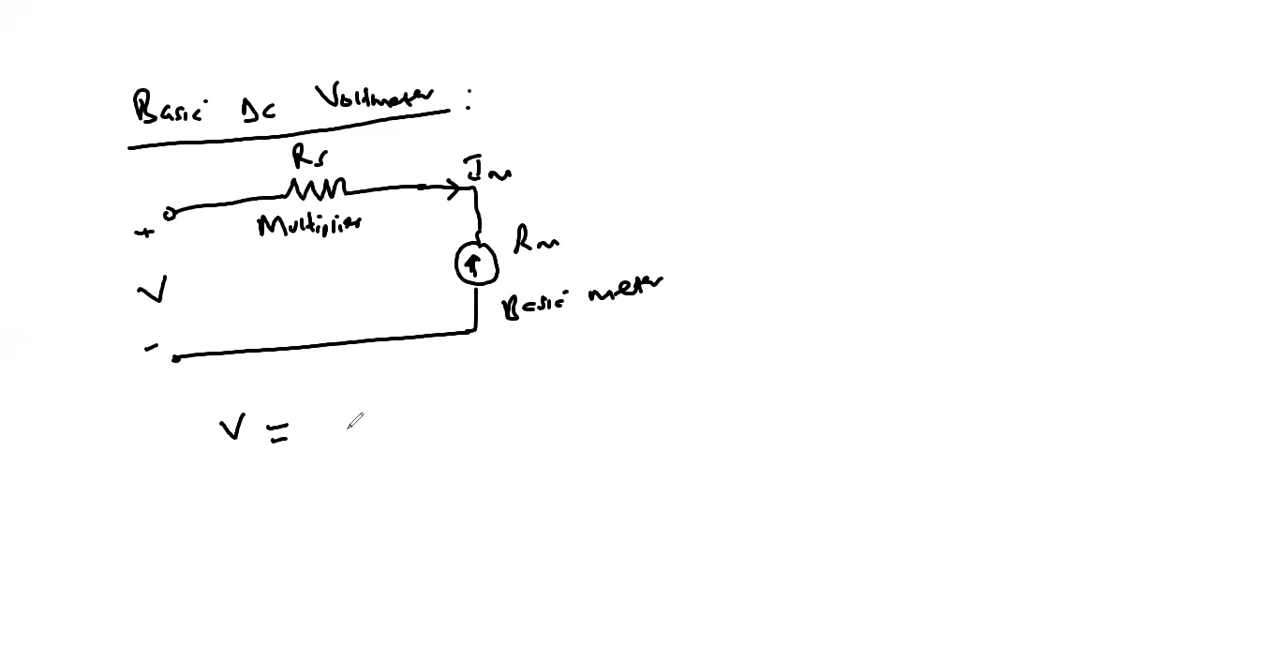 Basic DC Voltmeter :
Rs
Im
Multiplier
+
Rm
V
Basic meter
-
V =